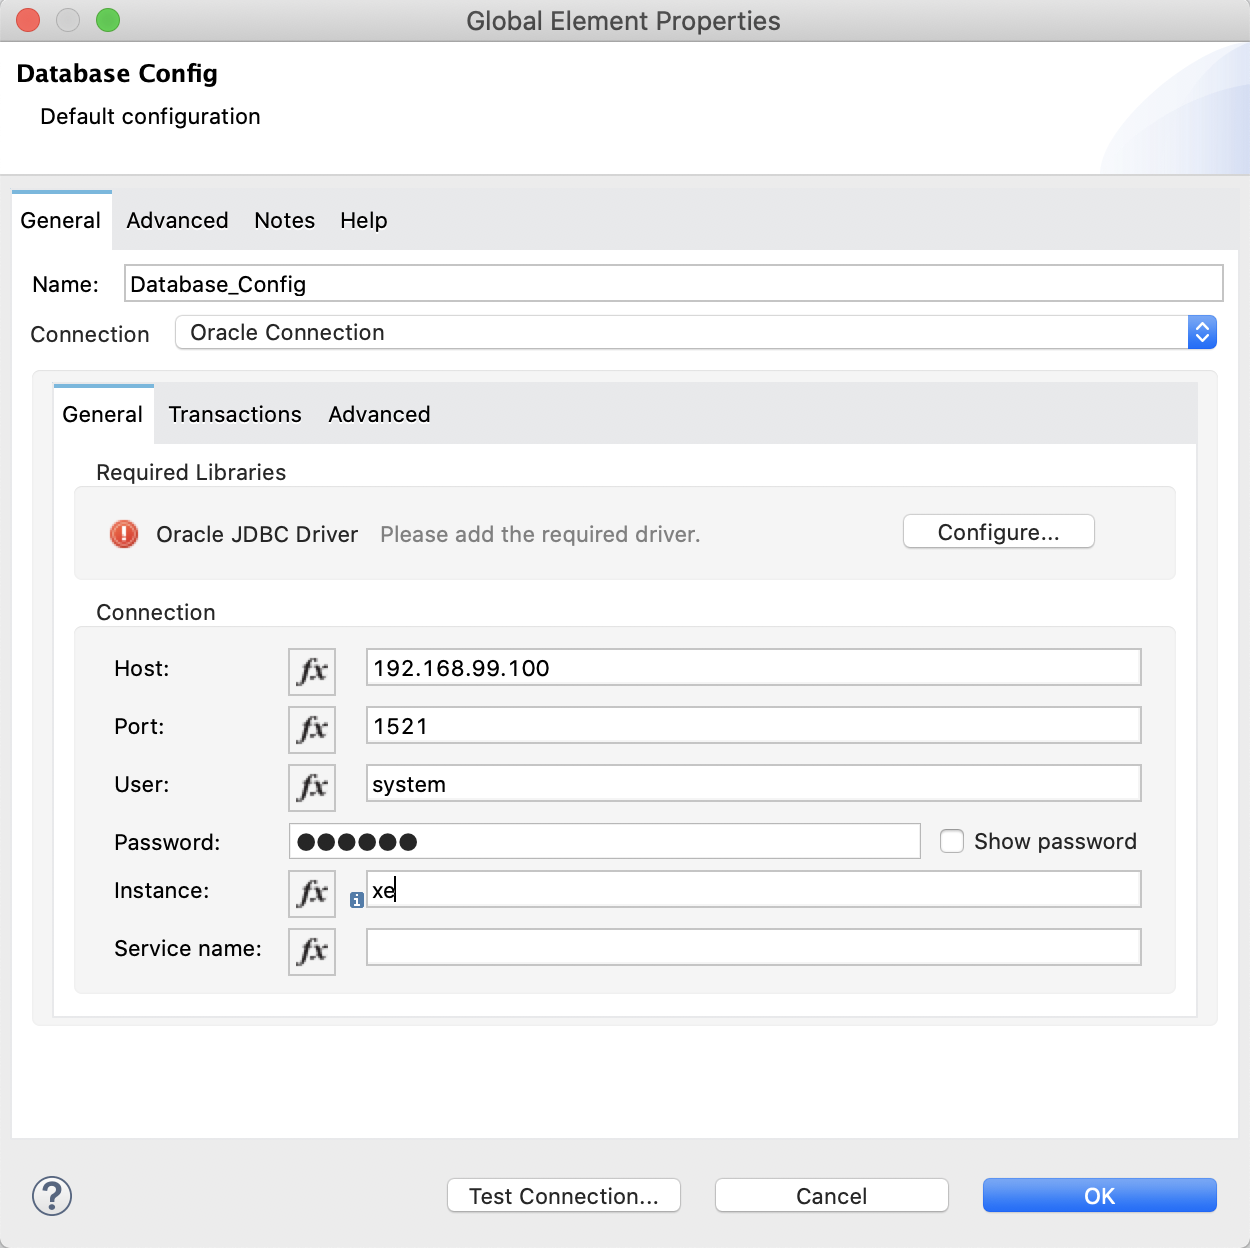 Global Element Properties
Database Config
Default configuration
General Advanced Notes Help
Name: Database_Config
Connection Oracle Connection
General Transactions Advanced
Required Libraries
Oracle JDBC Driver Please add the required driver. Configure...
Connection
Host: fx 192.168.99.100
Port: fx 1521
User: fx system
Password: ●●●●●● Show password
Instance: fx i xe
Service name: fx
? Test Connection... Cancel OK